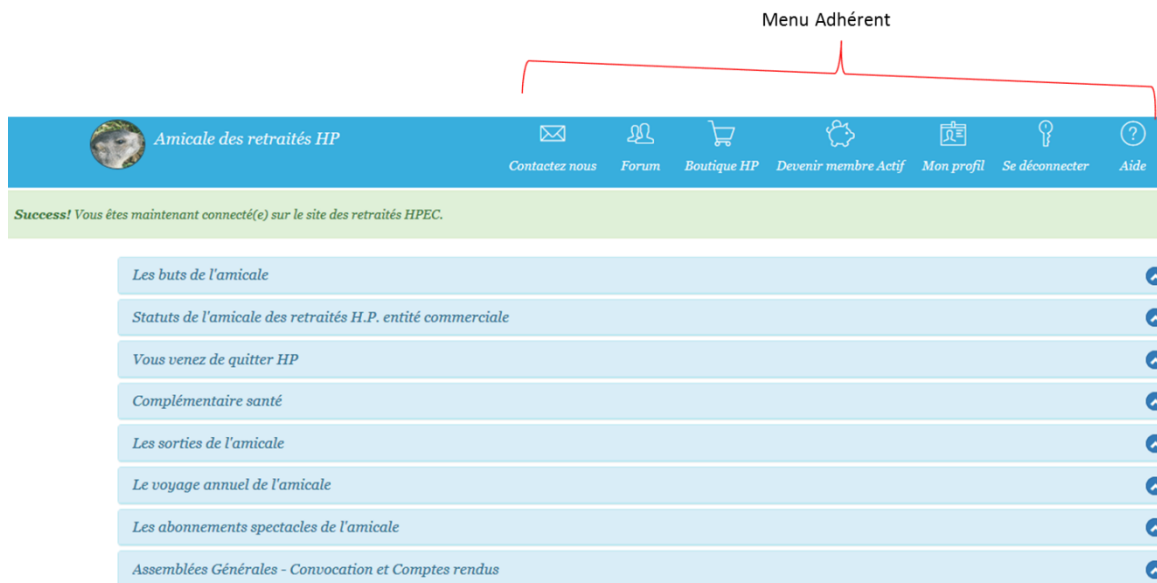 Menu Adhérent
Amicale des retraités HP
Contactez nous Forum Boutique HP Devenir membre Actif Mon profil Se déconnecter Aide
Success! Vous êtes maintenant connecté(e) sur le site des retraités HPEC.
Les buts de l'amicale
Statuts de l'amicale des retraités H.P. entité commerciale
Vous venez de quitter HP
Complémentaire santé
Les sorties de l'amicale
Le voyage annuel de l'amicale
Les abonnements spectacles de l'amicale
Assemblées Générales - Convocation et Comptes rendus